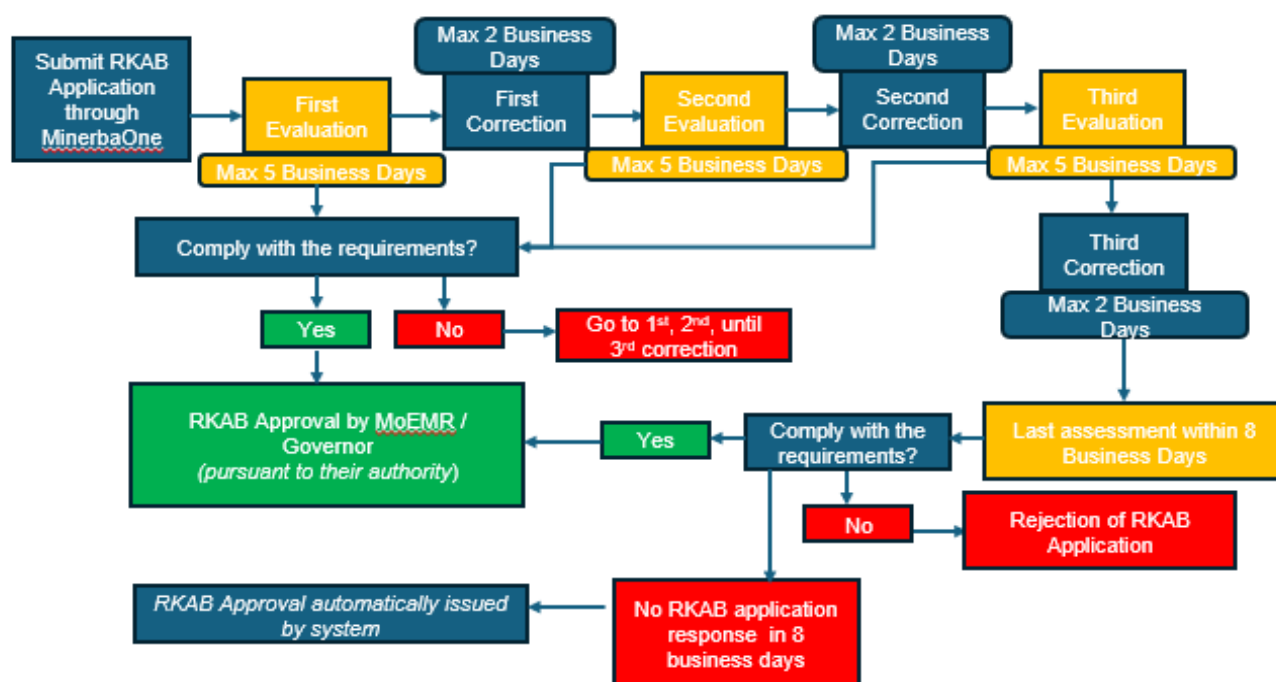 Submit RKAB
Application
through
MinerbaOne
First
Evaluation
Max 5 Business Days
Max 2 Business
Days
First
Correction
Second
Evaluation
Max 5 Business Days
Max 2 Business
Days
Second
Correction
Third
Evaluation
Max 5 Business Days
Comply with the requirements?
Third
Correction
Max 2 Business
Days
Yes
No
Go to 1st, 2nd, until
3rd correction
RKAB Approval by MoEMR /
Governor
(pursuant to their authority)
Yes
Comply with the
requirements?
Last assessment within 8
Business Days
No
Rejection of RKAB
Application
RKAB Approval automatically issued
by system
No RKAB application
response in 8
business days